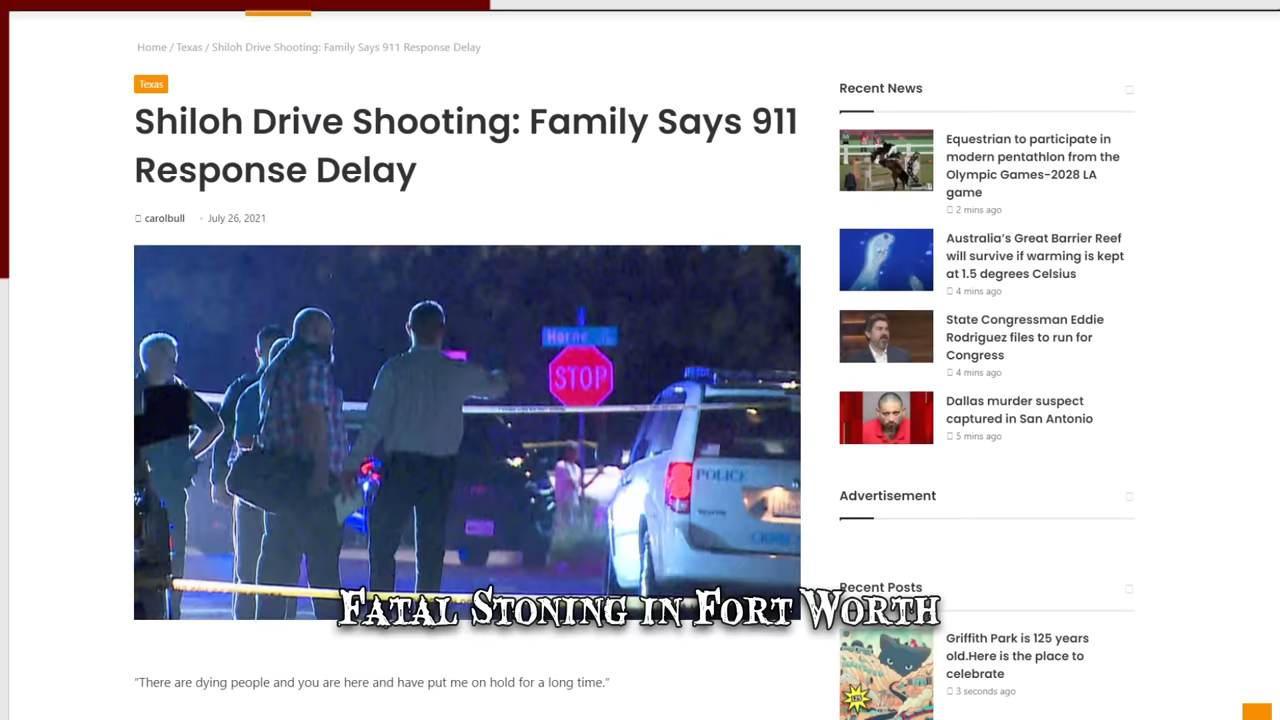 Home / Texas / Shiloh Drive Shooting: Family Says 911 Response Delay
Texas
Shiloh Drive Shooting: Family Says 911
Response Delay
carolbull
July 26, 2021
Horne
STOP
POLICE
FATAL STONING IN FORT WORTH
"There are dying people and you are here and have put me on hold for a long time."
Recent News
Equestrian to participate in
modern pentathlon from the
Olympic Games-2028 LA
game
2 mins ago
Australia's Great Barrier Reef
will survive if warming is kept
at 1.5 degrees Celsius
4 mins ago
State Congressman Eddie
Rodriguez files to run for
Congress
4 mins ago
Dallas murder suspect
captured in San Antonio
5 mins ago
Advertisement
Recent Posts
Griffith Park is 125 years
old.Here is the place to
celebrate
3 seconds ago